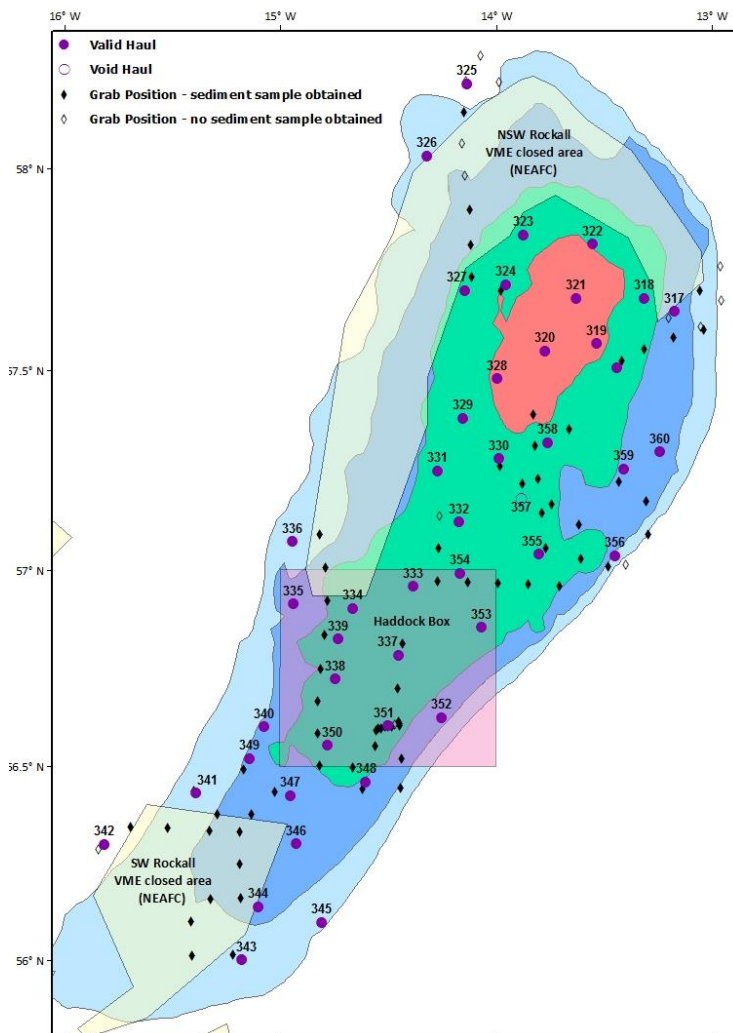 16° W
15° W
14° W
13° W
Valid Haul
Void Haul
Grab Position - sediment sample obtained
Grab Position - no sediment sample obtained
325
326
NSW Rockall
VME closed area
(NEAFC)
58° N
323
322
327
324
321
318
317
320
319
57.5° N
328
329
358
330
360
331
359
332
357
336
355
356
354
57° N
333
335
334
353
Haddock Box
339
337
338
340
351
352
350
349
56.5° N
348
341
347
342
346
SW Rockall
VME closed area
(NEAFC)
344
345
343
56° N